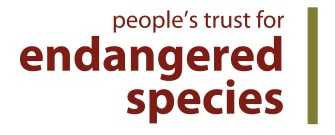 people’s trust for
endangered
species